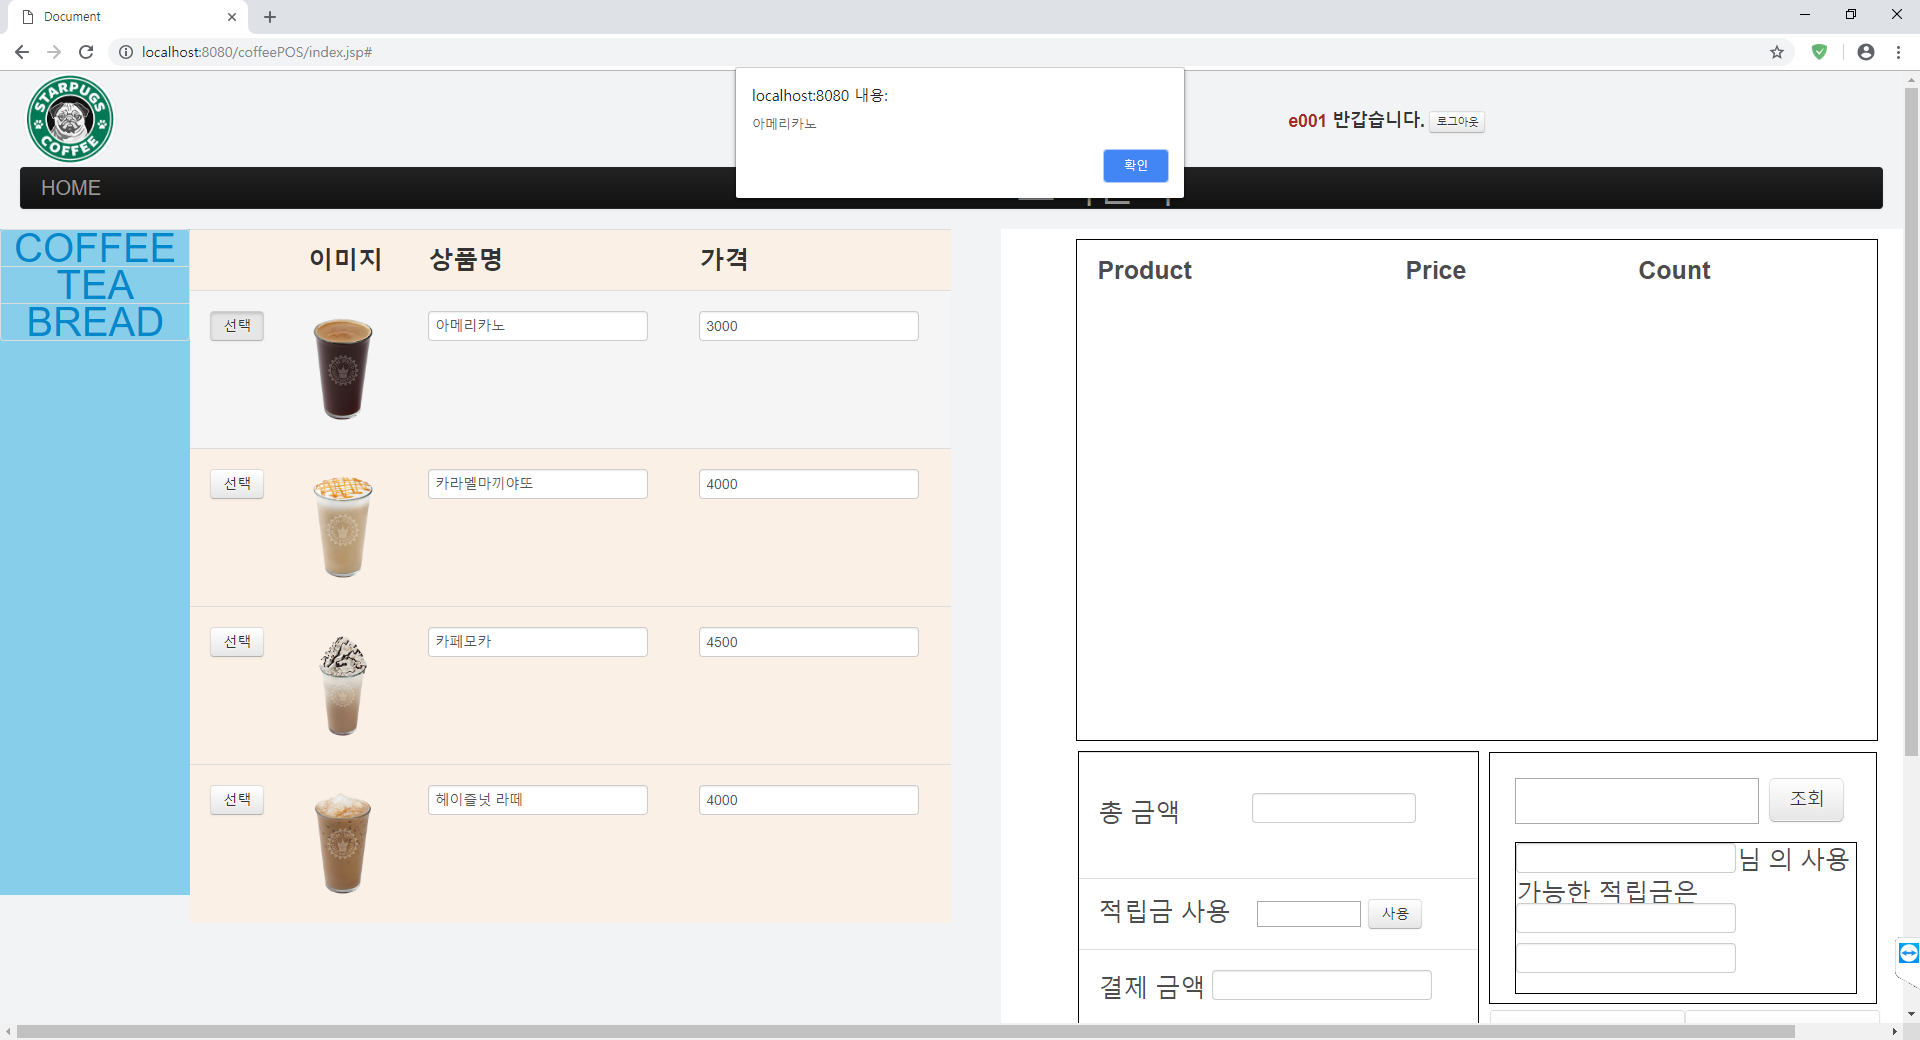 Document
localhost:8080/coffeePOS/index.jsp#
STARPUGS
COFFEE
localhost:8080 내용:
아메리카노
확인
e001 반갑습니다. 로그아웃
HOME
COFFEE
TEA
BREAD
이미지 상품명 가격
선택 아메리카노 3000
선택 카라멜마끼야또 4000
선택 카페모카 4500
선택 헤이즐넛 라떼 4000
Product Price Count
총 금액
적립금 사용 사용
결제 금액
조회
님 의 사용
가능한 적립금은